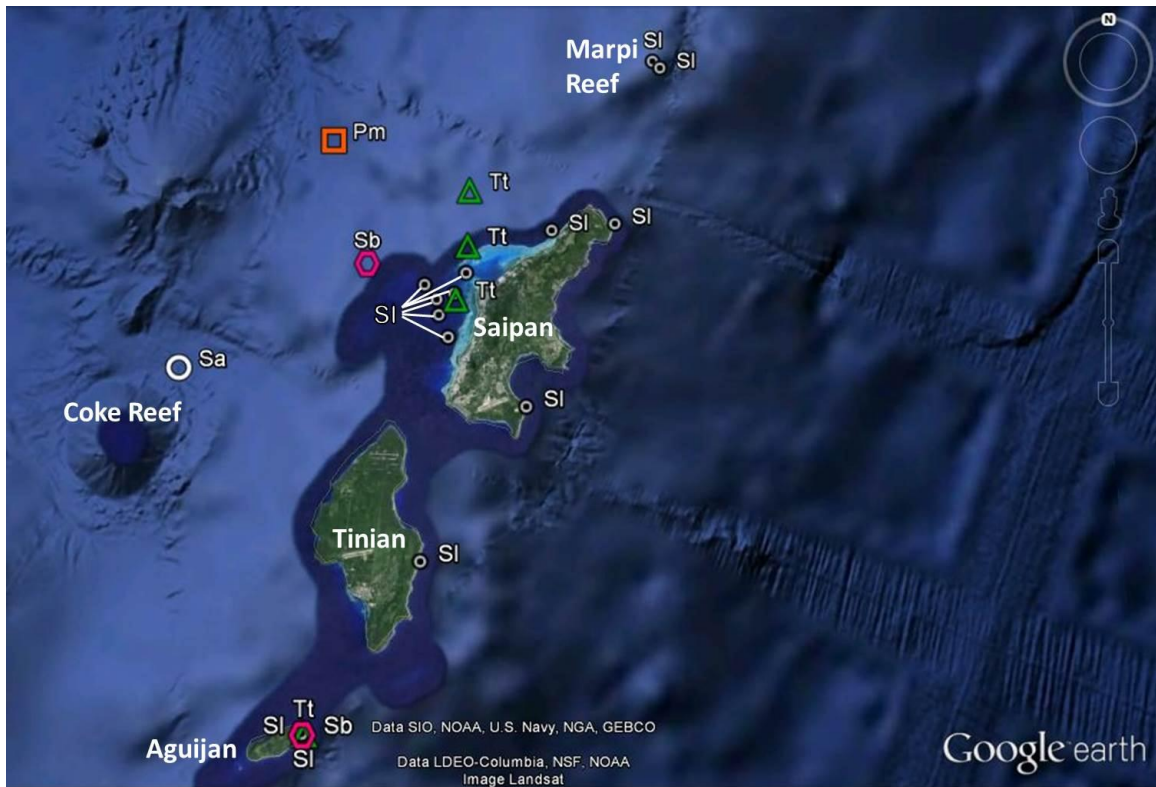 N
Sl
Marpi
Reef
Sl
Pm
Tt
Sl
Sl
Tt
Sb
Tt
Sl
Saipan
Sa
Coke Reef
Sl
Tinian
Sl
Tt
Sl
Sb
Sl
Aguijan
Data SIO, NOAA, U.S. Navy, NGA, GEBCO
Data LDEO-Columbia, NSF, NOAA
Image Landsat
Google earth